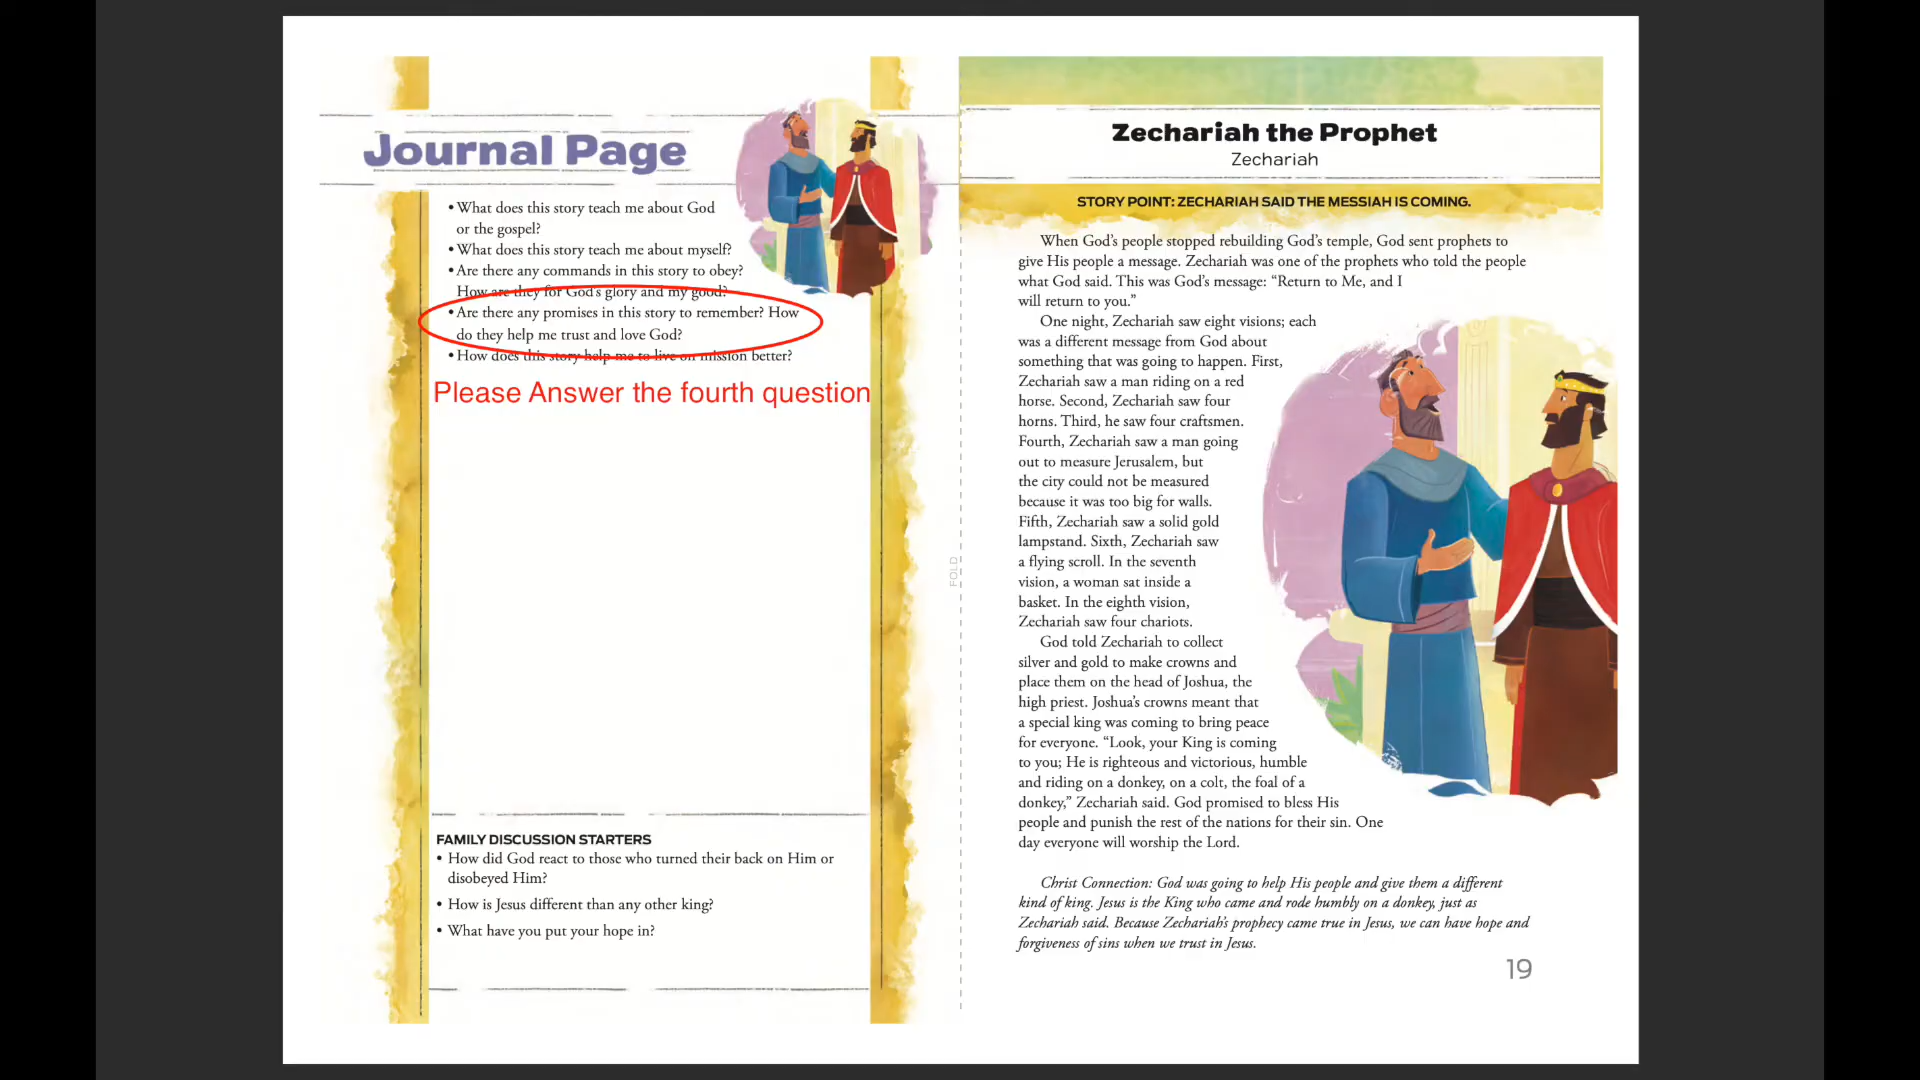 Journal Page
•What does this story teach me about God
or the gospel?
•What does this story teach me about myself?
•Are there any commands in this story to obey?
How are they for God's glory and my good?
•Are there any promises in this story to remember? How
do they help me trust and love God?
•How does this story help me to live on mission better?
Please Answer the fourth question
FAMILY DISCUSSION STARTERS
• How did God react to those who turned their back on Him or
disobeyed Him?
• How is Jesus different than any other king?
• What have you put your hope in?
FOLD
Zechariah the Prophet
Zechariah
STORY POINT: ZECHARIAH SAID THE MESSIAH IS COMING.
When God's people stopped rebuilding God's temple, God sent prophets to
give His people a message. Zechariah was one of the prophets who told the people
what God said. This was God's message: “Return to Me, and I
will return to you.”
One night, Zechariah saw eight visions; each
was a different message from God about
something that was going to happen. First,
Zechariah saw a man riding on a red
horse. Second, Zechariah saw four
horns. Third, he saw four craftsmen.
Fourth, Zechariah saw a man going
out to measure Jerusalem, but
the city could not be measured
because it was too big for walls.
Fifth, Zechariah saw a solid gold
lampstand. Sixth, Zechariah saw
a flying scroll. In the seventh
vision, a woman sat inside a
basket. In the eighth vision,
Zechariah saw four chariots.
God told Zechariah to collect
silver and gold to make crowns and
place them on the head of Joshua, the
high priest. Joshua's crowns meant that
a special king was coming to bring peace
for everyone. “Look, your King is coming
to you; He is righteous and victorious, humble
and riding on a donkey, on a colt, the foal of a
donkey,” Zechariah said. God promised to bless His
people and punish the rest of the nations for their sin. One
day everyone will worship the Lord.
Christ Connection: God was going to help His people and give them a different
kind of king. Jesus is the King who came and rode humbly on a donkey, just as
Zechariah said. Because Zechariah's prophecy came true in Jesus, we can have hope and
forgiveness of sins when we trust in Jesus.
19